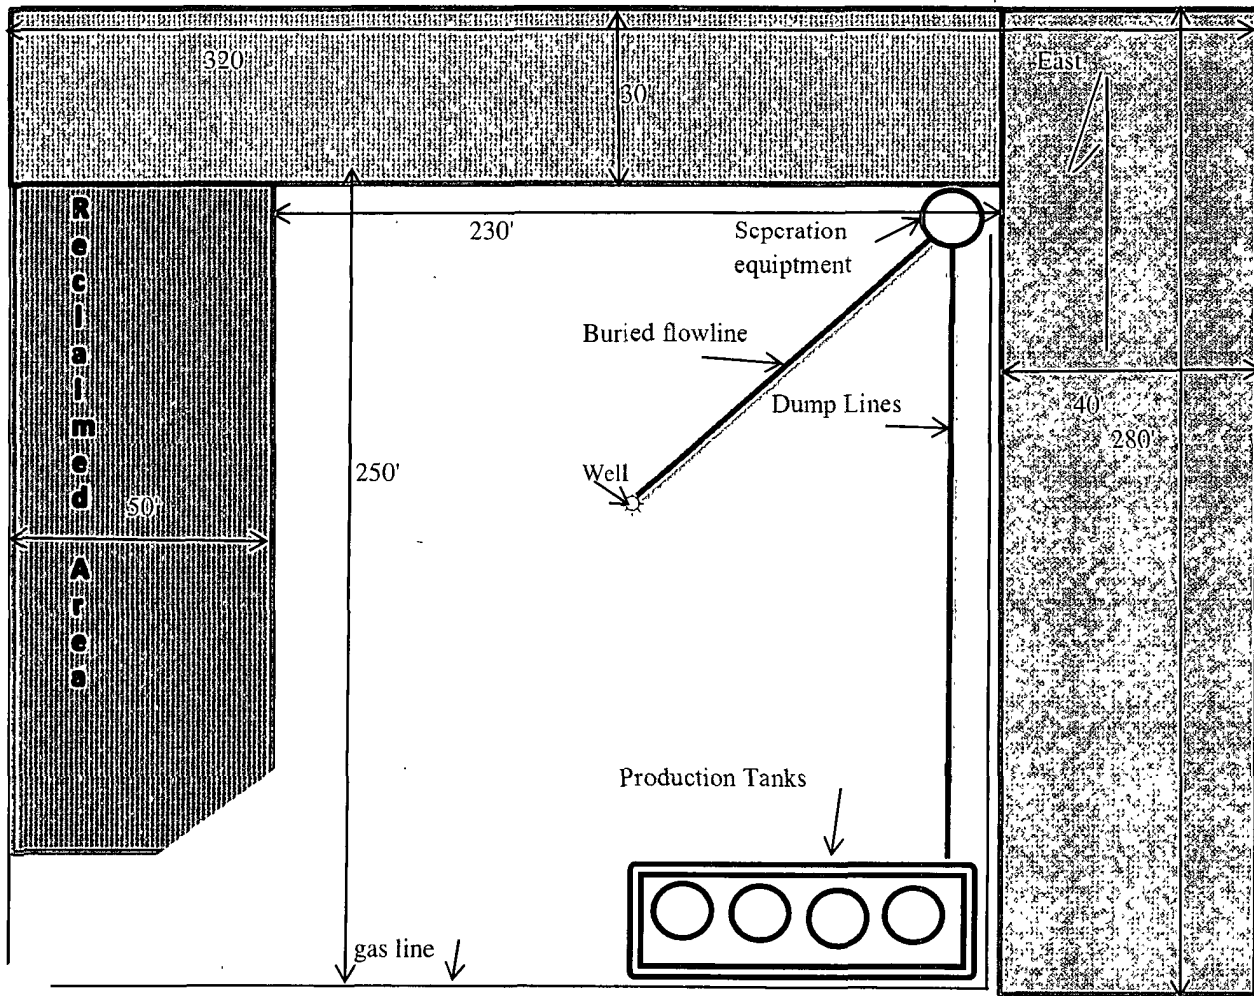 320
East
30'
Reclaimed Area
230'
Seperation
equiptment
Buried flowline
Dump Lines
40'
280'
Well
250'
50'
Production Tanks
gas line